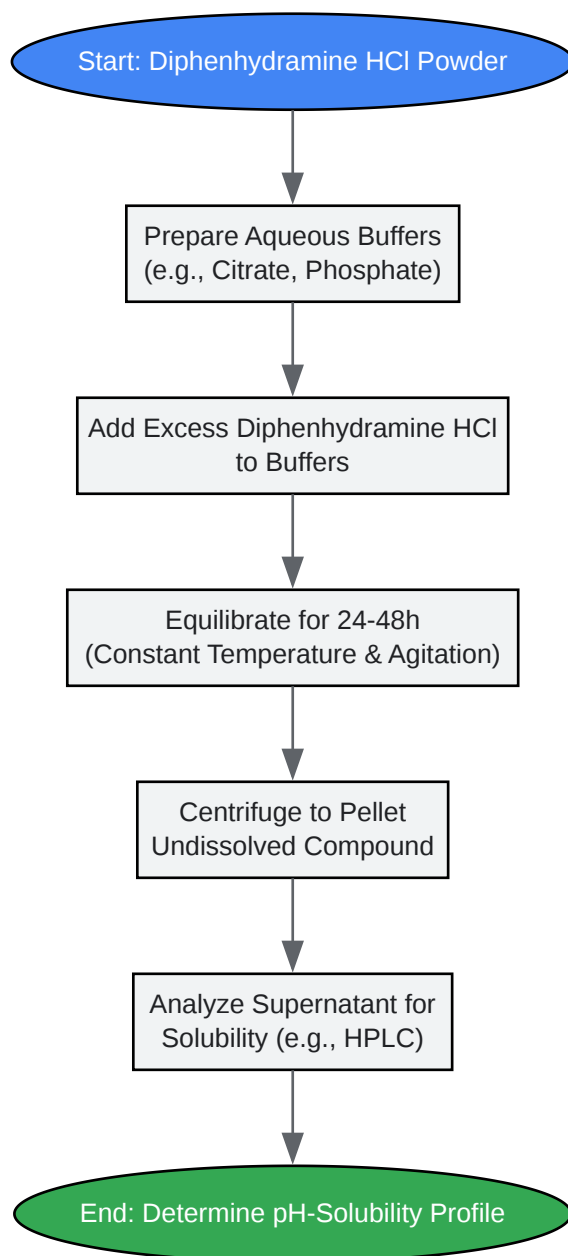 Start: Diphenhydramine HCl Powder
Prepare Aqueous Buffers
(e.g., Citrate, Phosphate)
Add Excess Diphenhydramine HCl
to Buffers
Equilibrate for 24-48h
(Constant Temperature & Agitation)
Centrifuge to Pellet
Undissolved Compound
Analyze Supernatant for
Solubility (e.g., HPLC)
End: Determine pH-Solubility Profile